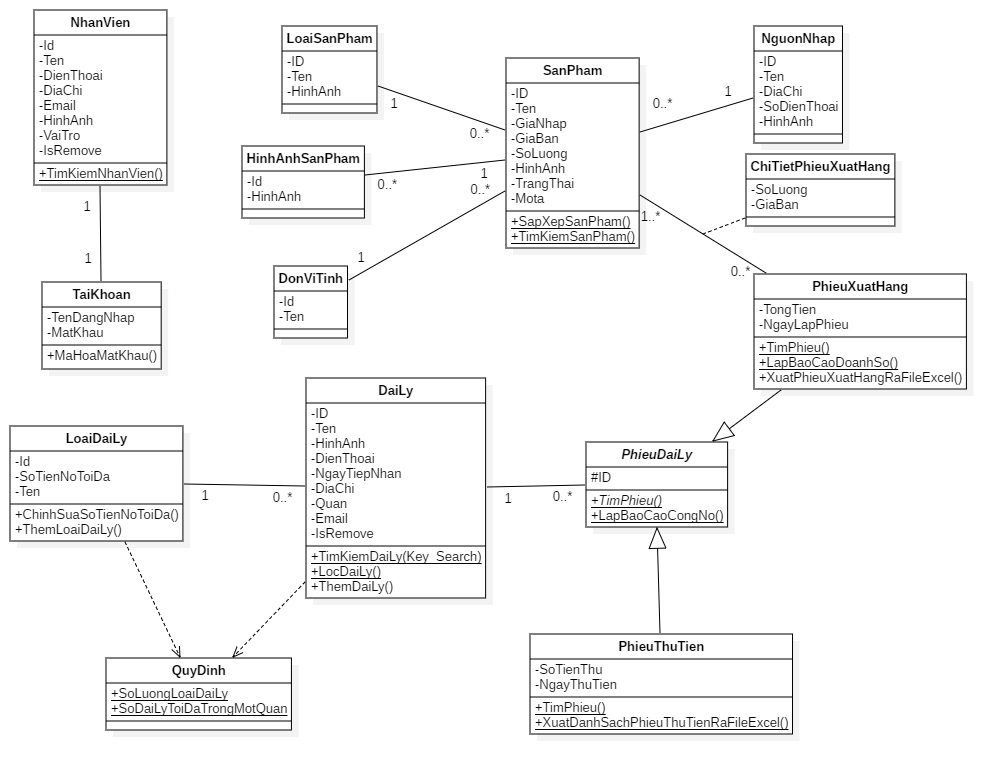 NhanVien
-Id
-Ten
-DienThoai
-DiaChi
-Email
-HinhAnh
-VaiTro
-IsRemove
+TimKiemNhanVien()
1
1
TaiKhoan
-TenDangNhap
-MatKhau
+MaHoaMatKhau()
LoaiSanPham
-ID
-Ten
-HinhAnh
1
0..*
HinhAnhSanPham
-Id
-HinhAnh
0..*
1
DonViTinh
-Id
-Ten
1
0..*
SanPham
-ID
-Ten
-GiaNhap
-GiaBan
-SoLuong
-HinhAnh
-TrangThai
-Mota
+SapXepSanPham()
+TimKiemSanPham()
0..*
1
NguonNhap
-ID
-Ten
-DiaChi
-SoDienThoai
-HinhAnh
ChiTietPhieuXuatHang
-SoLuong
-GiaBan
1..*
0..*
PhieuXuatHang
-TongTien
-NgayLapPhieu
+TimPhieu()
+LapBaoCaoDoanhSo()
+XuatPhieuXuatHangRaFileExcel()
LoaiDaiLy
-Id
-SoTienNoToiDa
-Ten
+ChinhSuaSoTienNoToiDa()
+ThemLoaiDaiLy()
1
0..*
DaiLy
-ID
-Ten
-HinhAnh
-DienThoai
-NgayTiepNhan
-DiaChi
-Quan
-Email
-IsRemove
+TimKiemDaiLy(Key_Search)
+LocDaiLy()
+ThemDaiLy()
1
0..*
PhieuDaiLy
#ID
+TimPhieu()
+LapBaoCaoCongNo()
QuyDinh
+SoLuongLoaiDaiLy
+SoDaiLyToiDaTrongMotQuan
PhieuThuTien
-SoTienThu
-NgayThuTien
+TimPhieu()
+XuatDanhSachPhieuThuTienRaFileExcel()